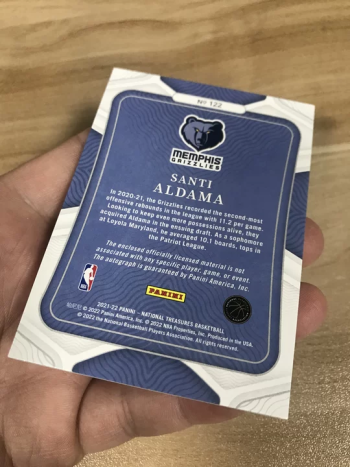 Nº 122
MEMPHIS
GRIZZLIES
SANTI
ALDAMA
In 2020-21, the Grizzlies recorded the second-most
offensive rebounds in the league with 11.2 per game.
Looking to keep even more possessions alive, they
acquired Aldama in the ensuing draft. As a sophomore
at Loyola Maryland, he averaged 10.1 boards, tops in
the Patriot League.
The enclosed officially licensed material is not
associated with any specific player, game, or event.
The autograph is guaranteed by Panini America, Inc.
NBA
PANINI
2021-22 PANINI – NATIONAL TREASURES BASKETBALL
© 2022 Panini America, Inc. © 2022 NBA Properties, Inc. Produced in the USA.
© 2022 the National Basketball Players Association. All rights reserved.